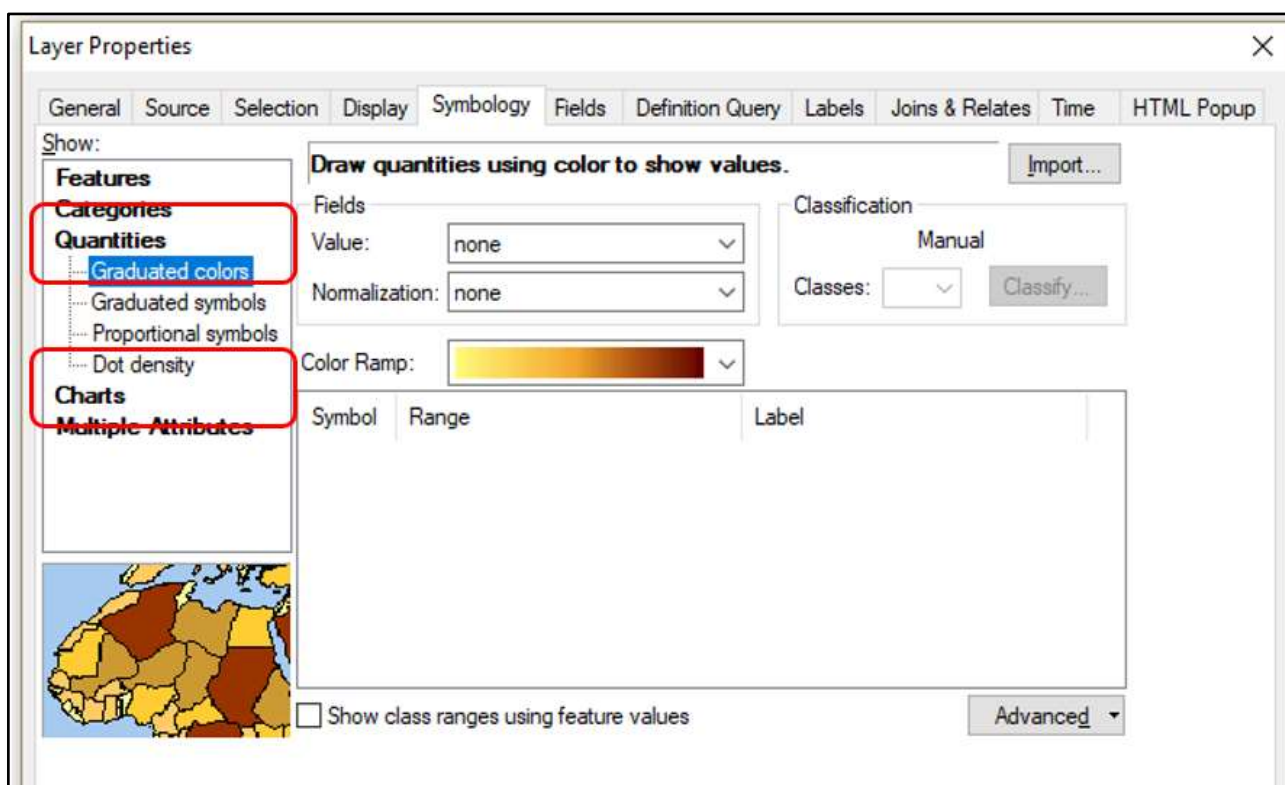 Layer Properties
General Source Selection Display Symbology Fields Definition Query Labels Joins & Relates Time HTML Popup
Show:
Features
Categories
Quantities
Graduated colors
Graduated symbols
Proportional symbols
Dot density
Charts
Multiple Attributes
Draw quantities using color to show values.
Import...
Fields
Value: none
Normalization: none
Classification
Manual
Classes:
Classify...
Color Ramp:
Symbol Range Label
Show class ranges using feature values
Advanced